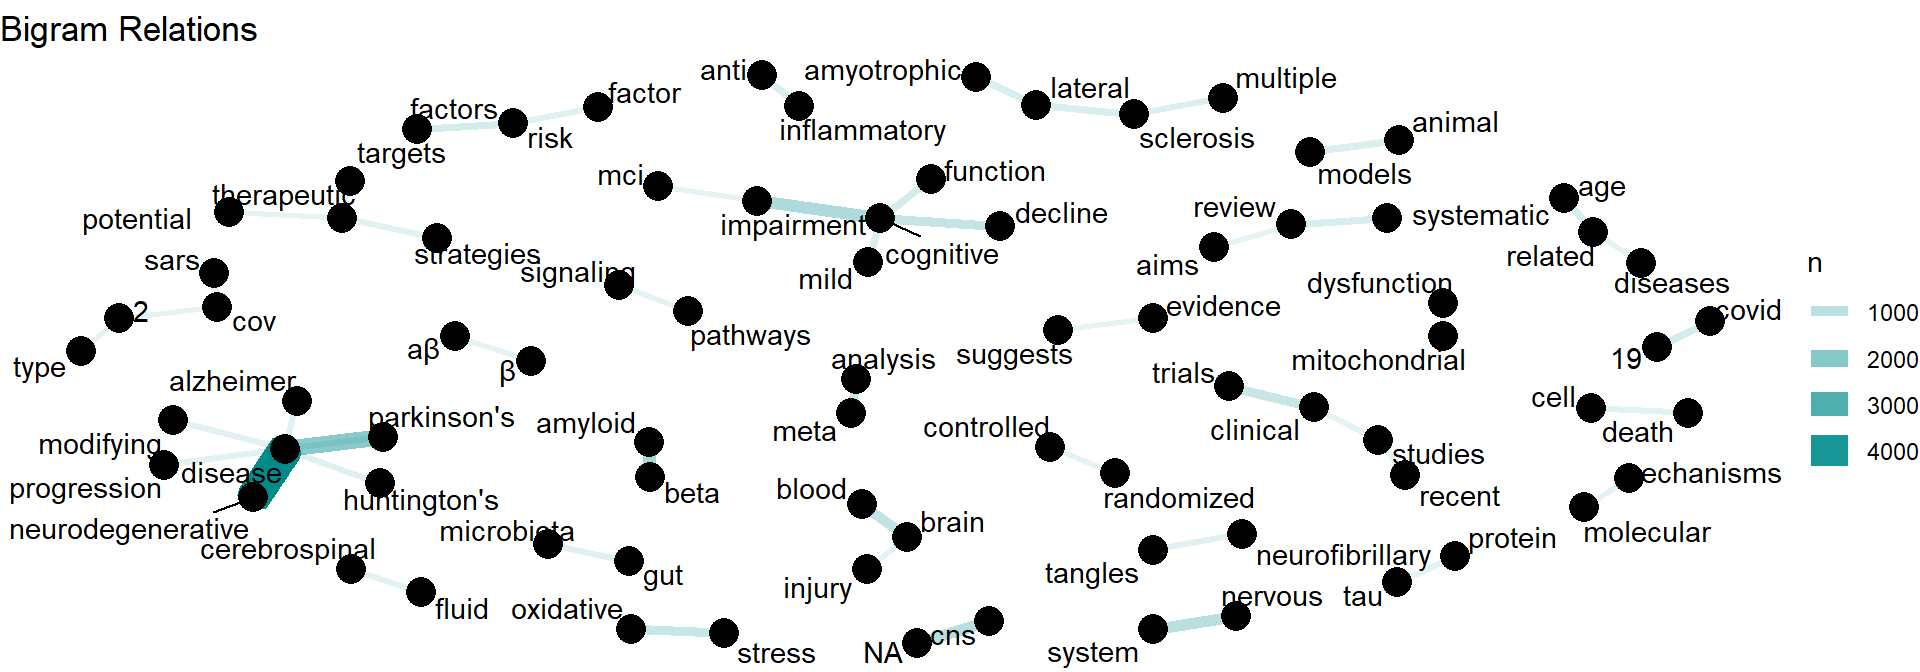 Bigram Relations
anti
amyotrophic
multiple
factors
factor
lateral
inflammatory
risk
sclerosis
animal
targets
models
mci
function
age
therapeutic
potential
impairment
decline
review
systematic
strategies
cognitive
related
sars
signaling
mild
aims
dysfunction
diseases
n
2
cov
pathways
evidence
covid
1000
type
aβ
β
analysis
suggests
mitochondrial
19
2000
alzheimer
trials
parkinson's
amyloid
meta
controlled
clinical
cell
death
3000
modifying
disease
studies
4000
progression
huntington's
beta
blood
randomized
recent
echanisms
neurodegenerative
microbiota
brain
molecular
cerebrospinal
gut
injury
tangles
neurofibrillary
protein
fluid
oxidative
nervous
tau
stress
NA
cns
system